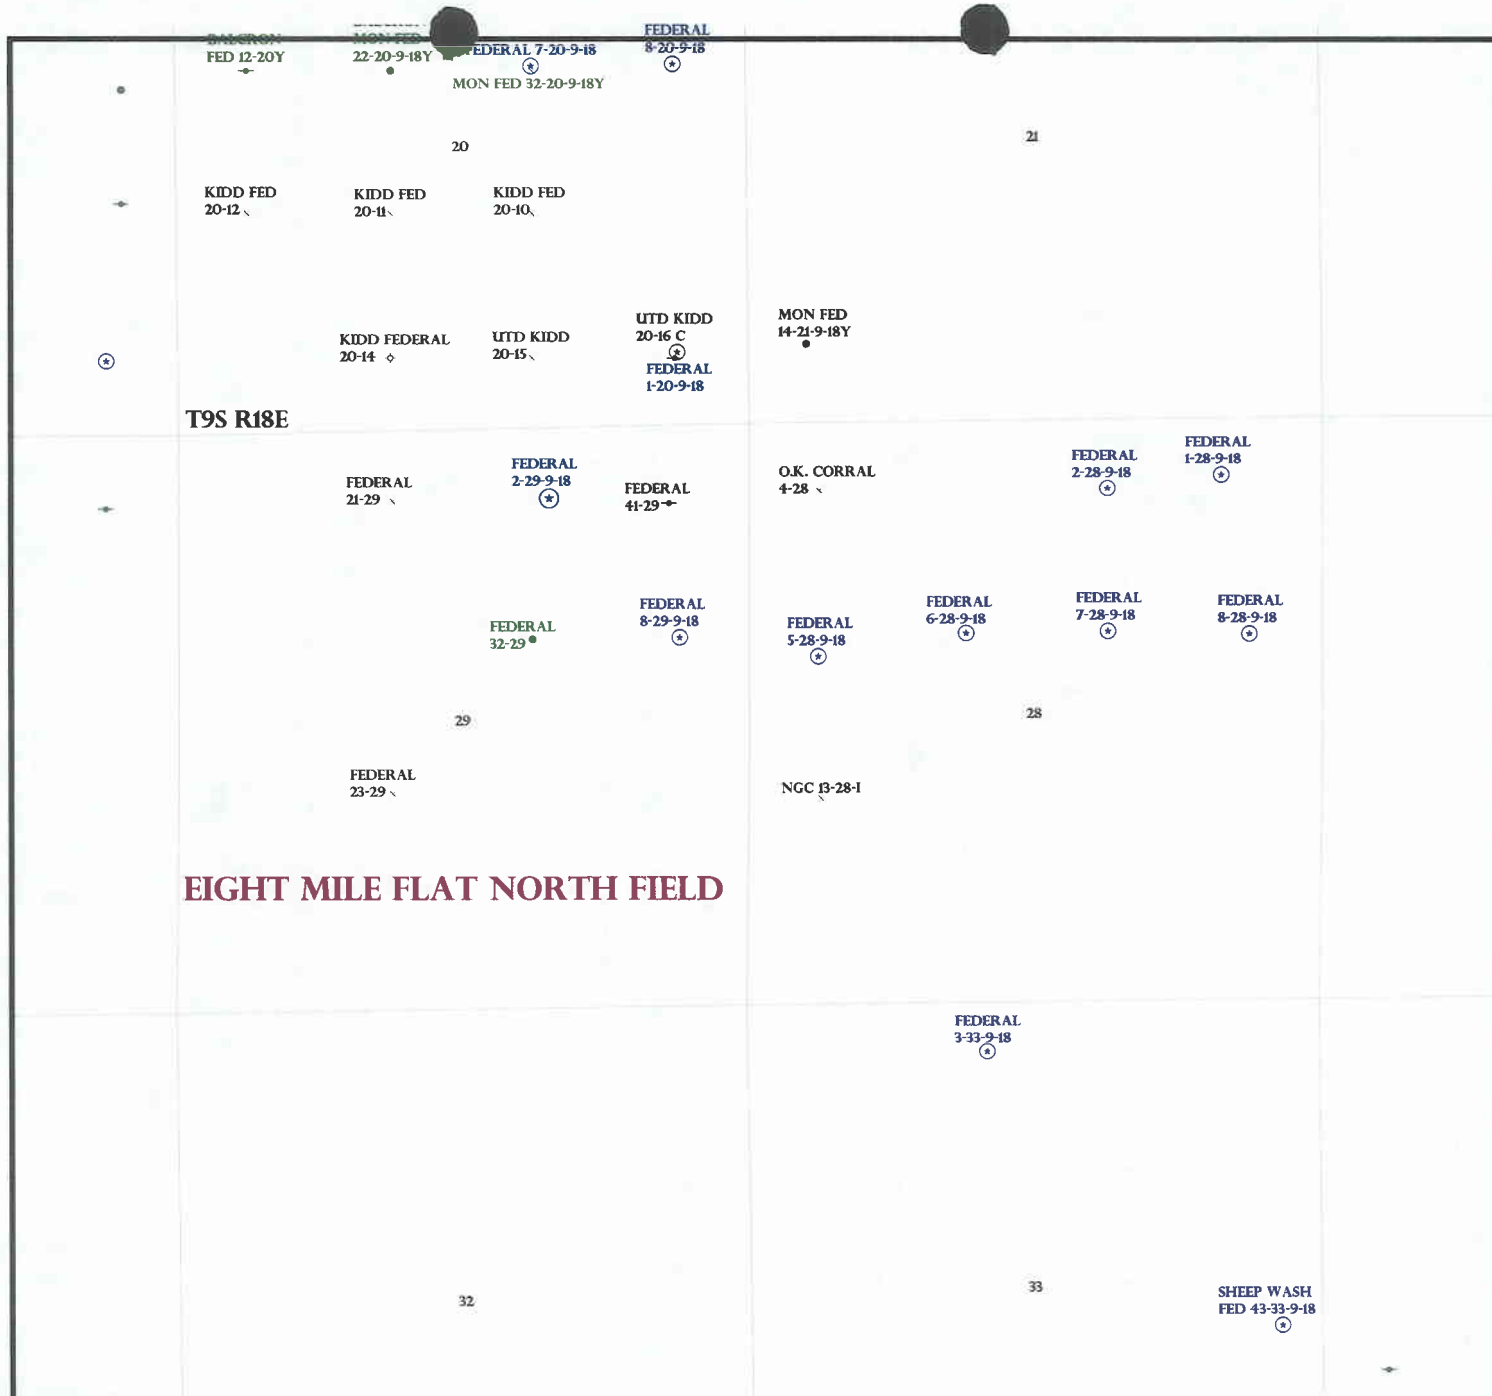 BALCRON
FED 12-20Y
MON FED
22-20-9-18Y
FEDERAL 7-20-9-18
MON FED 32-20-9-18Y
FEDERAL
8-20-9-18
20
21
KIDD FED
20-12
KIDD FED
20-11
KIDD FED
20-10
KIDD FEDERAL
20-14
UTD KIDD
20-15
UTD KIDD
20-16 C
FEDERAL
1-20-9-18
MON FED
14-21-9-18Y
T9S R18E
FEDERAL
21-29
FEDERAL
2-29-9-18
FEDERAL
41-29
O.K. CORRAL
4-28
FEDERAL
2-28-9-18
FEDERAL
1-28-9-18
FEDERAL
32-29
FEDERAL
8-29-9-18
FEDERAL
5-28-9-18
FEDERAL
6-28-9-18
FEDERAL
7-28-9-18
FEDERAL
8-28-9-18
29
28
FEDERAL
23-29
NGC 13-28-I
EIGHT MILE FLAT NORTH FIELD
FEDERAL
3-33-9-18
32
33
SHEEP WASH
FED 43-33-9-18